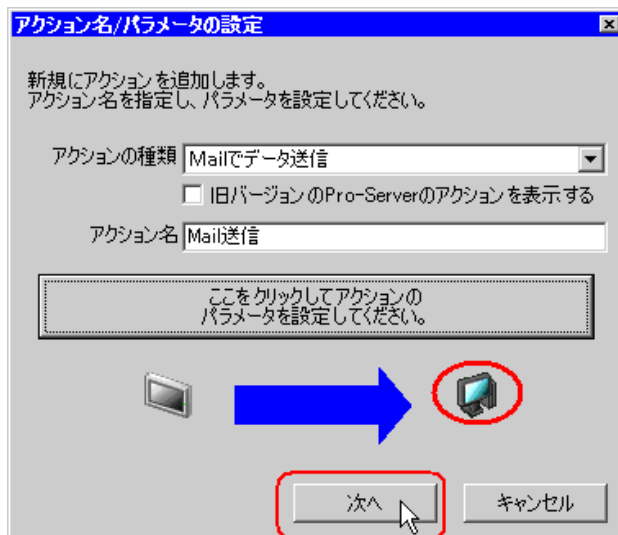 アクション名/パラメータの設定
新規にアクションを追加します。
アクション名を指定し、パラメータを設定してください。
アクションの種類 Mailでデータ送信
旧バージョンのPro-Serverのアクションを表示する
アクション名 Mail送信
ここをクリックしてアクションの
パラメータを設定してください。
次へ キャンセル